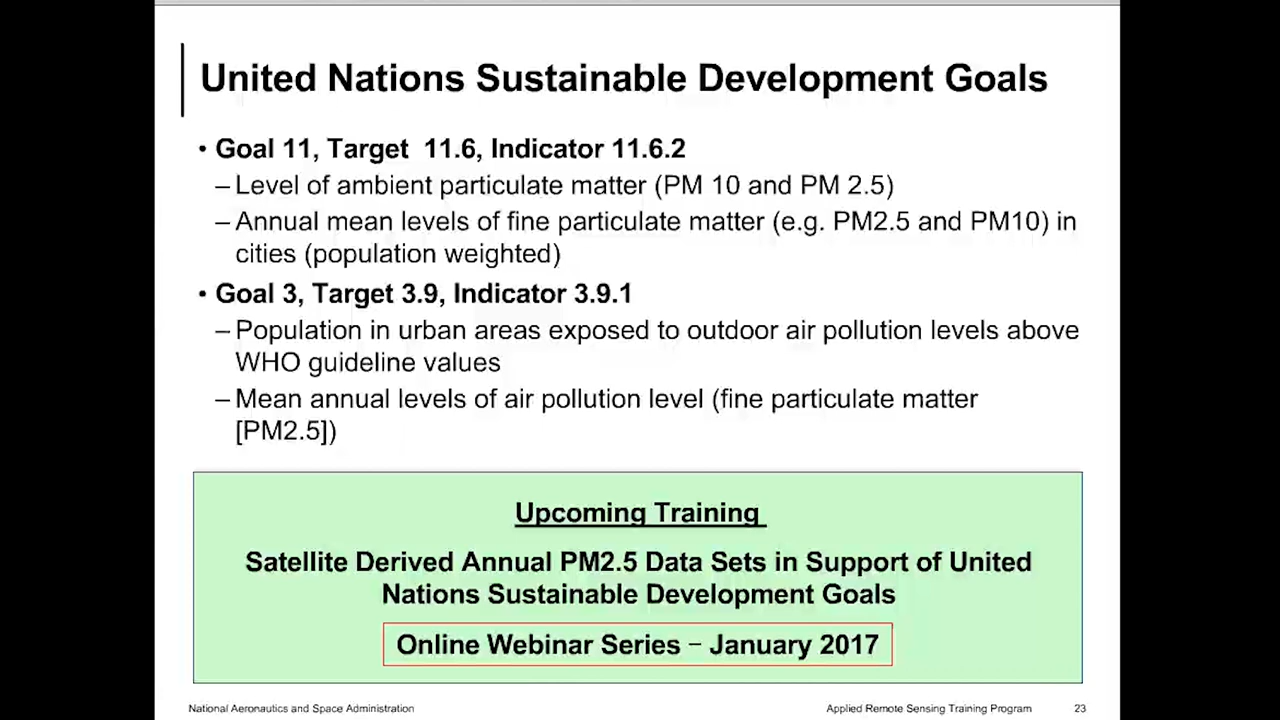 United Nations Sustainable Development Goals
• Goal 11, Target 11.6, Indicator 11.6.2
– Level of ambient particulate matter (PM 10 and PM 2.5)
– Annual mean levels of fine particulate matter (e.g. PM2.5 and PM10) in
cities (population weighted)
• Goal 3, Target 3.9, Indicator 3.9.1
– Population in urban areas exposed to outdoor air pollution levels above
WHO guideline values
– Mean annual levels of air pollution level (fine particulate matter
[PM2.5])
Upcoming Training
Satellite Derived Annual PM2.5 Data Sets in Support of United
Nations Sustainable Development Goals
Online Webinar Series – January 2017
National Aeronautics and Space Administration
Applied Remote Sensing Training Program 23